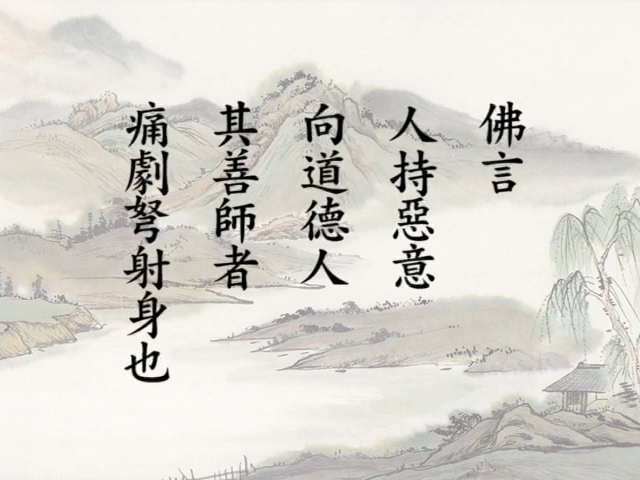 佛言
人持惡意
向道德人
其善師者
痛劇弩射身也